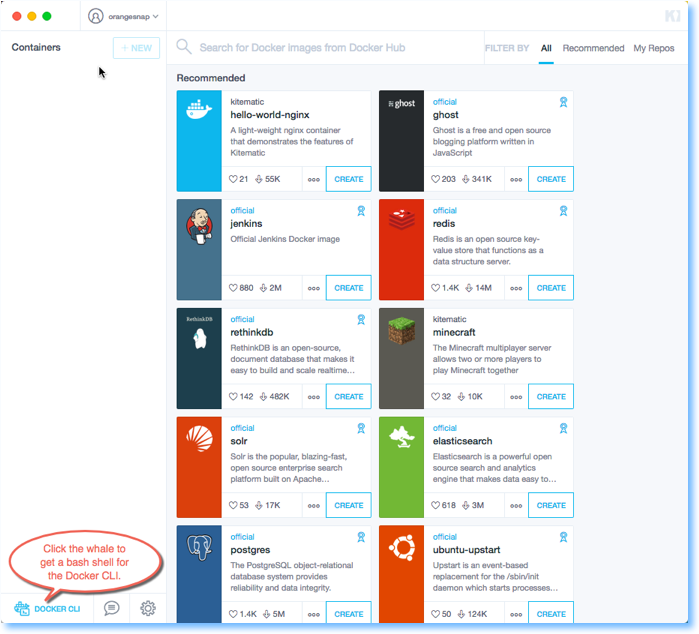 orangesnap
KI
Containers
+ NEW
Search for Docker images from Docker Hub
FILTER BY All Recommended My Repos
Recommended
kitematic
hello-world-nginx
A light-weight nginx container
that demonstrates the features of
Kitematic
21 55K
CREATE
ghost
official
ghost
Ghost is a free and open source
blogging platform written in
JavaScript
203 341K
CREATE
official
jenkins
Official Jenkins Docker image
880 2M
CREATE
official
redis
Redis is an open source key-
value store that functions as a
data structure server.
1.4K 14M
CREATE
RethinkDB
official
rethinkdb
RethinkDB is an open-source,
document database that makes it
easy to build and scale realtime...
142 482K
CREATE
kitematic
minecraft
The Minecraft multiplayer server
allows two or more players to
play Minecraft together
32 10K
CREATE
official
solr
Solr is the popular, blazing-fast,
open source enterprise search
platform built on Apache...
53 17K
CREATE
official
elasticsearch
Elasticsearch is a powerful open
source search and analytics
engine that makes data easy to...
618 3M
CREATE
official
postgres
The PostgreSQL object-relational
database system provides
reliability and data integrity.
1.4K 5M
CREATE
official
ubuntu-upstart
Upstart is an event-based
replacement for the /sbin/init
daemon which starts processes...
50 124K
CREATE
Click the whale to
get a bash shell for
the Docker CLI.
DOCKER CLI